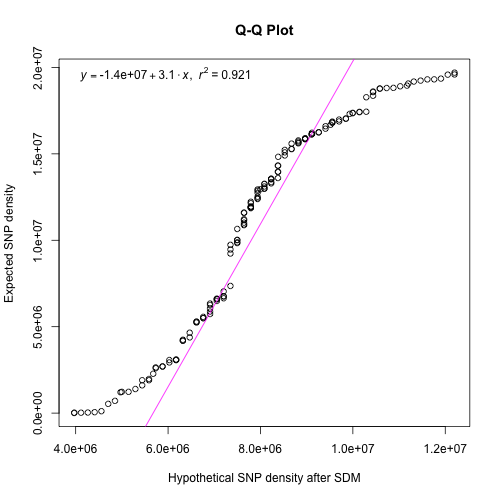 Q-Q Plot
y = -1.4e+07 + 3.1 · x, r² = 0.921
Expected SNP density
2.0e+07
1.5e+07
1.0e+07
5.0e+06
0.0e+00
4.0e+06 6.0e+06 8.0e+06 1.0e+07 1.2e+07
Hypothetical SNP density after SDM